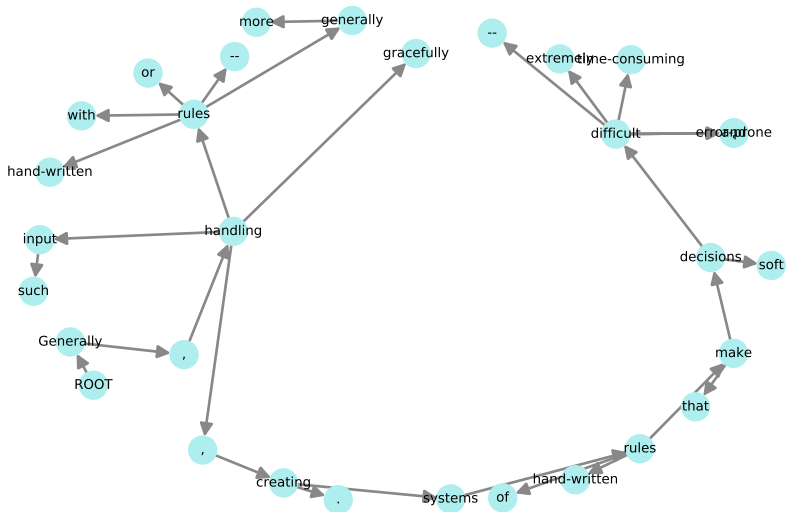 more
generally
gracefully
--
--
extremely
time-consuming
or
with
rules
hand-written
difficult
error-prone
and
handling
input
such
decisions
soft
Generally
,
ROOT
make
that
,
creating
.
systems
of
hand-written
rules